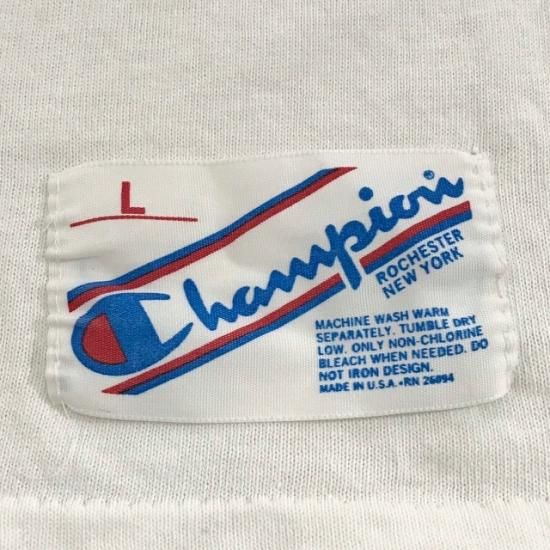 L
Champion
ROCHESTER
NEW YORK
MACHINE WASH WARM
SEPARATELY. TUMBLE DRY
LOW. ONLY NON-CHLORINE
BLEACH WHEN NEEDED. DO
NOT IRON DESIGN.
MADE IN U.S.A. • RN 26094